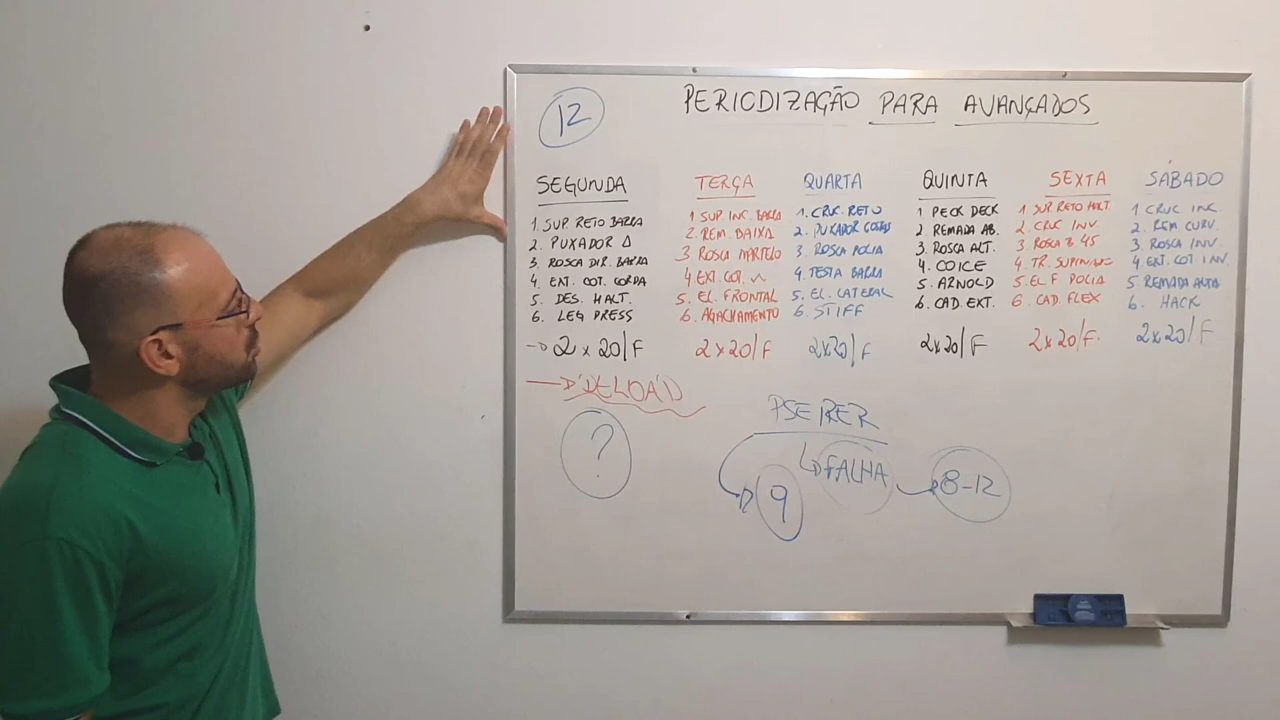 12
PERIODIZAÇÃO PARA AVANÇADOS
SEGUNDA
1. SUP. RETO BARRA
2. PUXADOR Δ
3. ROSCA DIR. BARRA
4. EXT. COT. CORDA
5. DES. HALT.
6. LEG PRESS
→ 2 x 20/F
TERÇA
1 SUP. INC. BARRA
2. REM. BAIXA
3. ROSCA MARTELO
4 EXT. COT. ^
5. EL. FRONTAL
6. AGACHAMENTO
2 x 20/F
QUARTA
1. CRUC. RETO
2. PUXADOR COSTAS
3. ROSCA POLIA
4. TESTA BARRA
5. EL. LATERAL
6. STIFF
2x20/F
QUINTA
1 PECK DECK
2. REMADA AB.
3. ROSCA ALT.
4. COICE
5. ARNOLD
6. CAD. EXT.
2x20/F
SEXTA
1 SUP RETO HALT.
2 CRUC INV.
3 ROSCA B 45
4. TR. SUPINADO
5. EL F POLIA
6. CAD. FLEX
2x20/F.
SÁBADO
1 CRUC. INC.
2. REM CURV.
3 ROSCA INV.
4 EXT. COT INV.
5 REMADA ALTA
6. HACK
2x20/F
DELOAD
?
PSE RER
FALHA
9
8-12